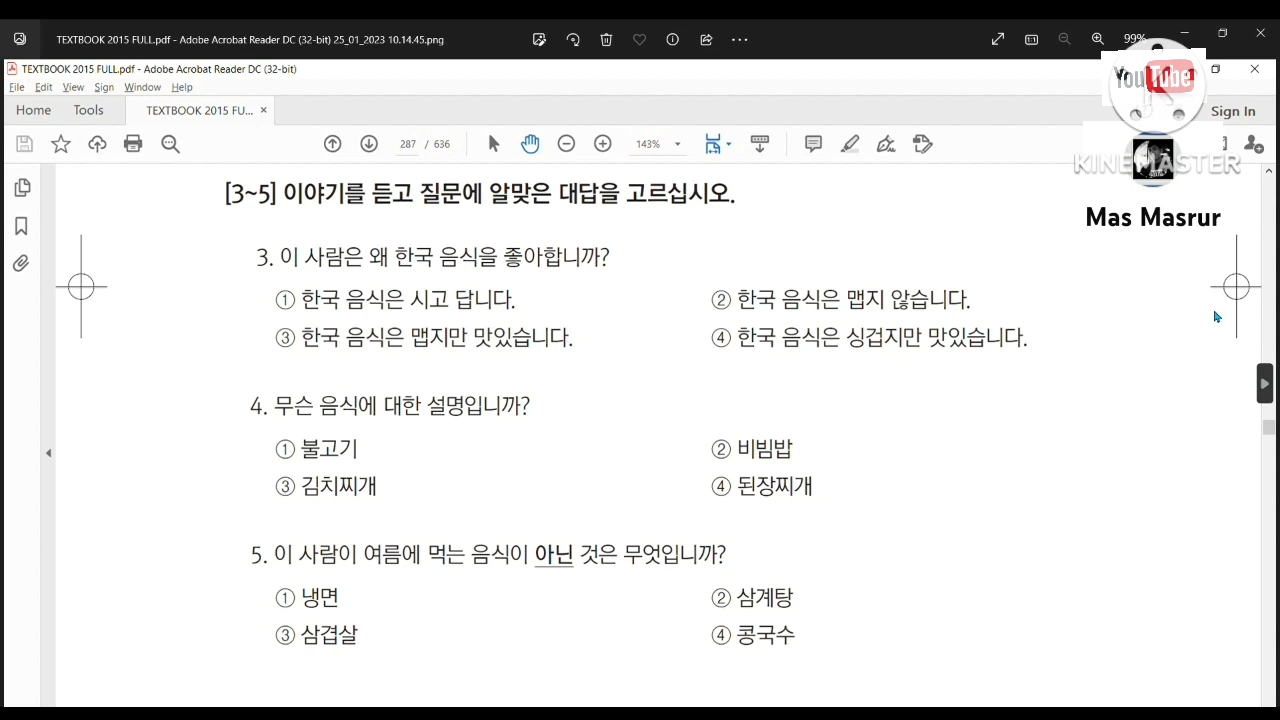 TEXTBOOK 2015 FULL.pdf - Adobe Acrobat Reader DC (32-bit) 25_01_2023 10.14.45.png
99%
TEXTBOOK 2015 FULL.pdf - Adobe Acrobat Reader DC (32-bit)
YouTube
File Edit View Sign Window Help
Home Tools TEXTBOOK 2015 FU... × Sign In
287 / 636 143%
KINEMASTER
Mas Masrur
[3~5] 이야기를 듣고 질문에 알맞은 대답을 고르십시오.
3. 이 사람은 왜 한국 음식을 좋아합니까?
① 한국 음식은 시고 답니다. ② 한국 음식은 맵지 않습니다.
③ 한국 음식은 맵지만 맛있습니다. ④ 한국 음식은 싱겁지만 맛있습니다.
4. 무슨 음식에 대한 설명입니까?
① 불고기 ② 비빔밥
③ 김치찌개 ④ 된장찌개
5. 이 사람이 여름에 먹는 음식이 아닌 것은 무엇입니까?
① 냉면 ② 삼계탕
③ 삼겹살 ④ 콩국수